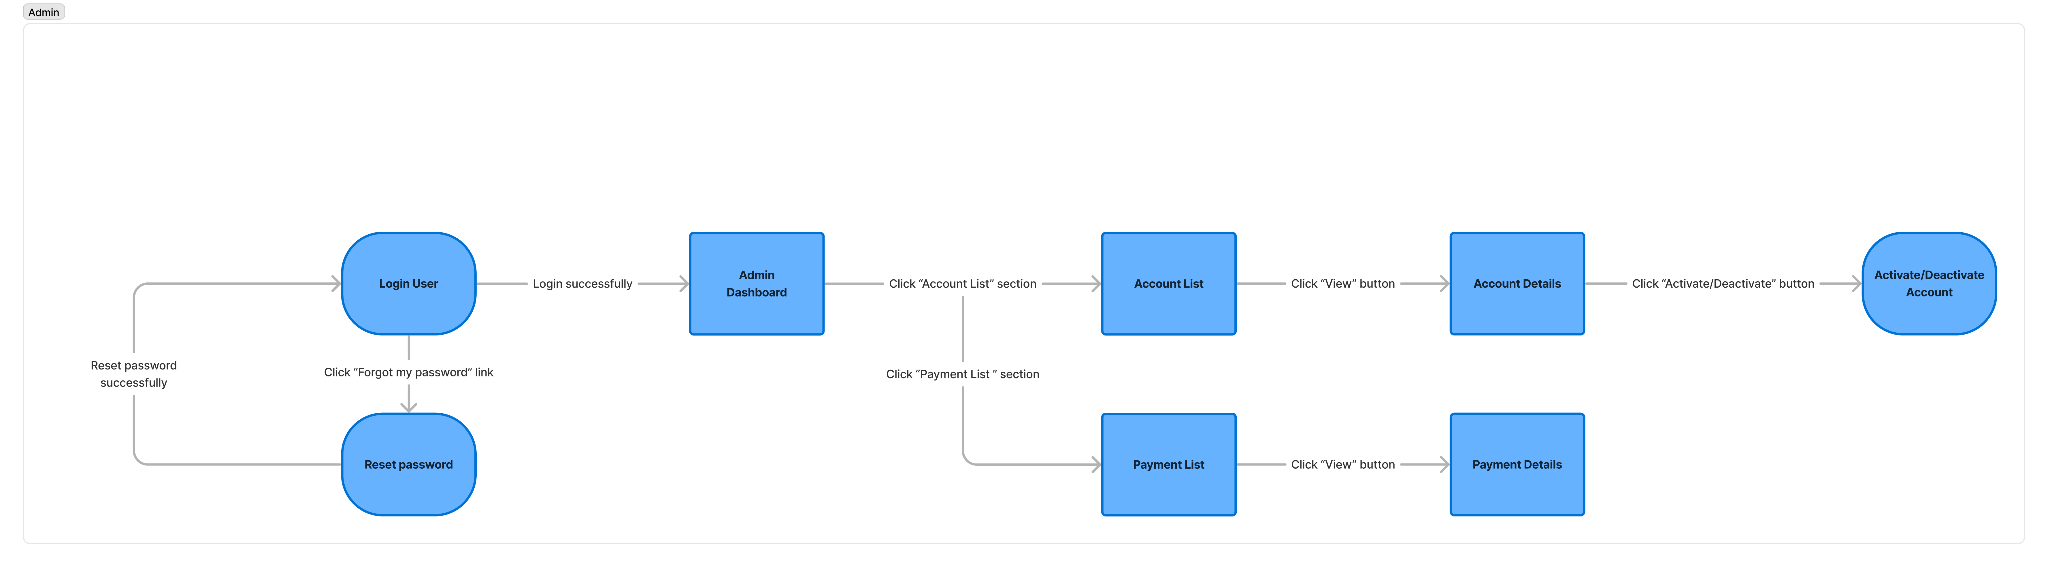 Admin
Login User
Login successfully
Admin
Dashboard
Click “Account List” section
Account List
Click “View” button
Account Details
Click “Activate/Deactivate” button
Activate/Deactivate
Account
Reset password
successfully
Click “Forgot my password” link
Click “Payment List ” section
Reset password
Payment List
Click “View” button
Payment Details